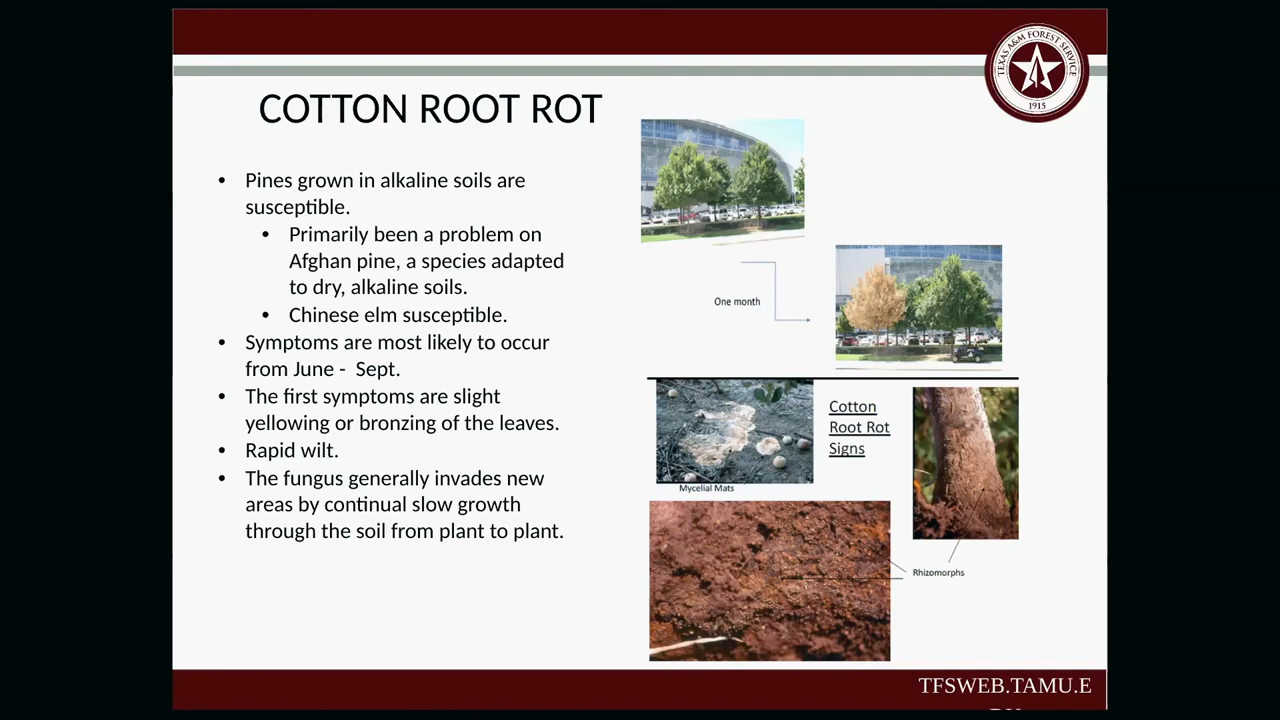 TEXAS A&M FOREST SERVICE
1915
COTTON ROOT ROT
• Pines grown in alkaline soils are
susceptible.
• Primarily been a problem on
Afghan pine, a species adapted
to dry, alkaline soils.
• Chinese elm susceptible.
• Symptoms are most likely to occur
from June - Sept.
• The first symptoms are slight
yellowing or bronzing of the leaves.
• Rapid wilt.
• The fungus generally invades new
areas by continual slow growth
through the soil from plant to plant.
One month
Cotton
Root Rot
Signs
Mycelial Mats
Rhizomorphs
TFSWEB.TAMU.E